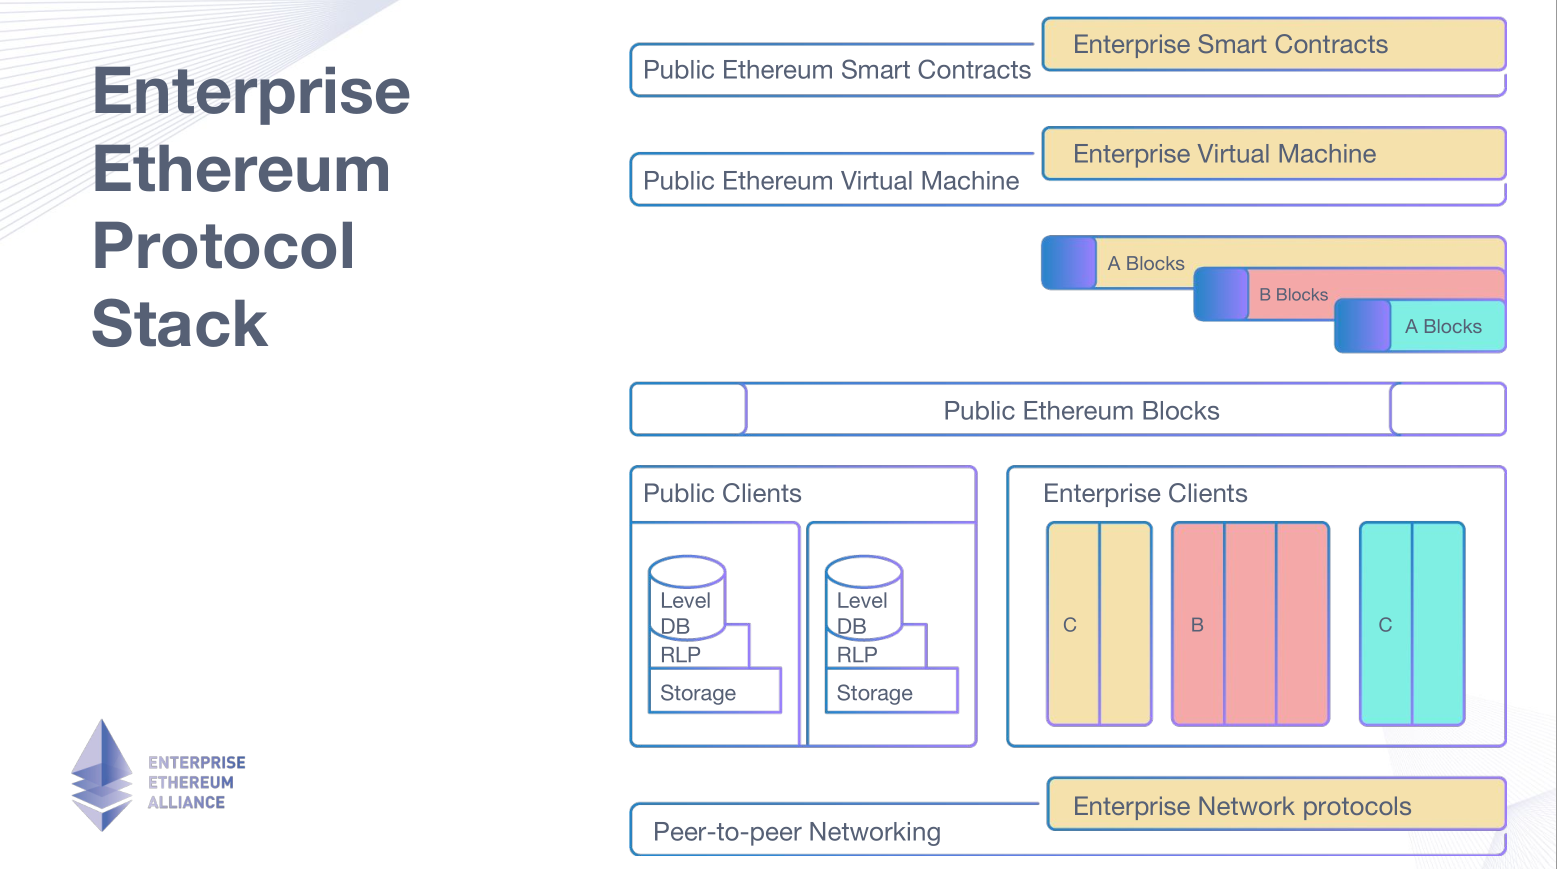 Enterprise
Ethereum
Protocol
Stack
Enterprise Smart Contracts
Public Ethereum Smart Contracts
Enterprise Virtual Machine
Public Ethereum Virtual Machine
A Blocks
B Blocks
A Blocks
Public Ethereum Blocks
Public Clients
Level
DB
RLP
Storage
Level
DB
RLP
Storage
Enterprise Clients
C
B
C
Enterprise Network protocols
Peer-to-peer Networking
ENTERPRISE
ETHEREUM
ALLIANCE